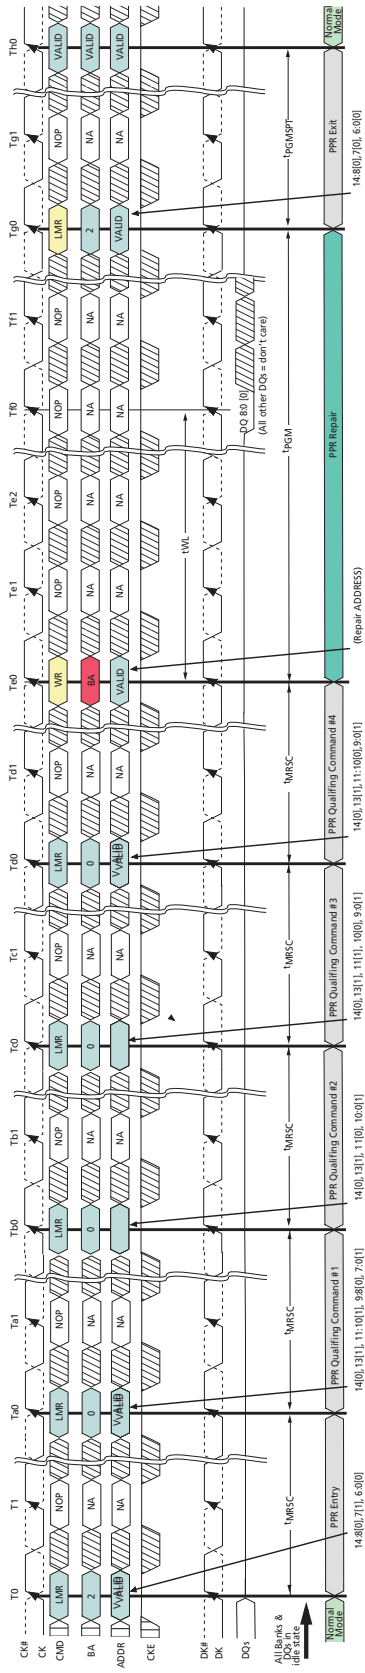 T0 T1 Ta0 Ta1 Tb0 Tb1 Tc0 Tc1 Td0 Td1 Te0 Te1 Te2 Tf0 Tf1 Tg0 Tg1 Th0
CK#
CK
CMD LMR NOP LMR NOP LMR NOP LMR NOP LMR NOP WR NOP NOP NOP NOP LMR NOP VALID
BA 2 NA 0 NA 0 NA 0 NA 0 NA BA NA NA NA NA 2 NA VALID
ADDR VALID NA VALID NA NA NA VALID NA VALID NA NA NA NA VALID NA VALID
CKE
tWL
DK#
DK
DQs
DQ 8:0 [0]
(All other DQs = don't care)
All Banks &
DQs in
idle state
tMRSC tMRSC tMRSC tMRSC tMRSC tPGM tPGMSPT
Normal
Mode
PPR Entry
PPR Qualifing Command #1
PPR Qualifing Command #2
PPR Qualifing Command #3
PPR Qualifing Command #4
PPR Repair
PPR Exit
Normal
Mode
14:8[0],7[1], 6:0[0]
14[0],13[1], 11:10[1], 9:8[0], 7:0[1]
14[0],13[1], 11[0], 10:0[1]
14[0],13[1], 11[1], 10[0], 9:0[1]
14[0],13[1],11:10[0],9:0[1]
(Repair ADDRESS)
14:8[0],7[0], 6:0[0]